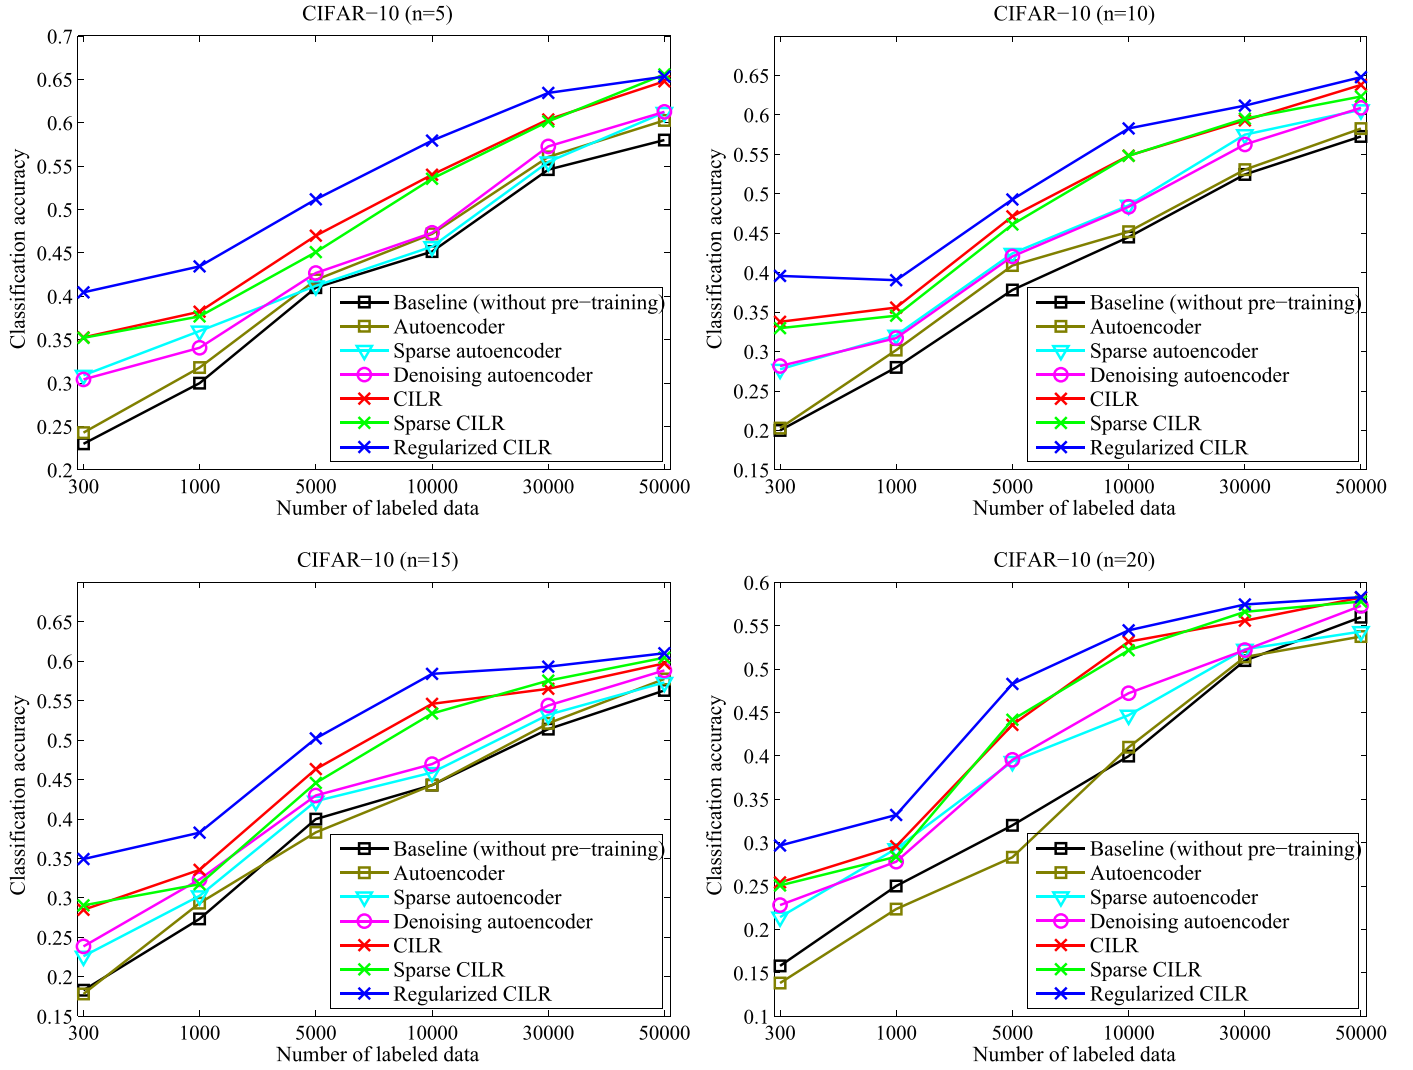 CIFAR−10 (n=5)
Classification accuracy
0.7
0.65
0.6
0.55
0.5
0.45
0.4
0.35
0.3
0.25
0.2
300 1000 5000 10000 30000 50000
Number of labeled data
Baseline (without pre−training)
Autoencoder
Sparse autoencoder
Denoising autoencoder
CILR
Sparse CILR
Regularized CILR
CIFAR−10 (n=10)
Classification accuracy
0.65
0.6
0.55
0.5
0.45
0.4
0.35
0.3
0.25
0.2
0.15
300 1000 5000 10000 30000 50000
Number of labeled data
Baseline (without pre−training)
Autoencoder
Sparse autoencoder
Denoising autoencoder
CILR
Sparse CILR
Regularized CILR
CIFAR−10 (n=15)
Classification accuracy
0.65
0.6
0.55
0.5
0.45
0.4
0.35
0.3
0.25
0.2
0.15
300 1000 5000 10000 30000 50000
Number of labeled data
Baseline (without pre−training)
Autoencoder
Sparse autoencoder
Denoising autoencoder
CILR
Sparse CILR
Regularized CILR
CIFAR−10 (n=20)
Classification accuracy
0.6
0.55
0.5
0.45
0.4
0.35
0.3
0.25
0.2
0.15
0.1
300 1000 5000 10000 30000 50000
Number of labeled data
Baseline (without pre−training)
Autoencoder
Sparse autoencoder
Denoising autoencoder
CILR
Sparse CILR
Regularized CILR